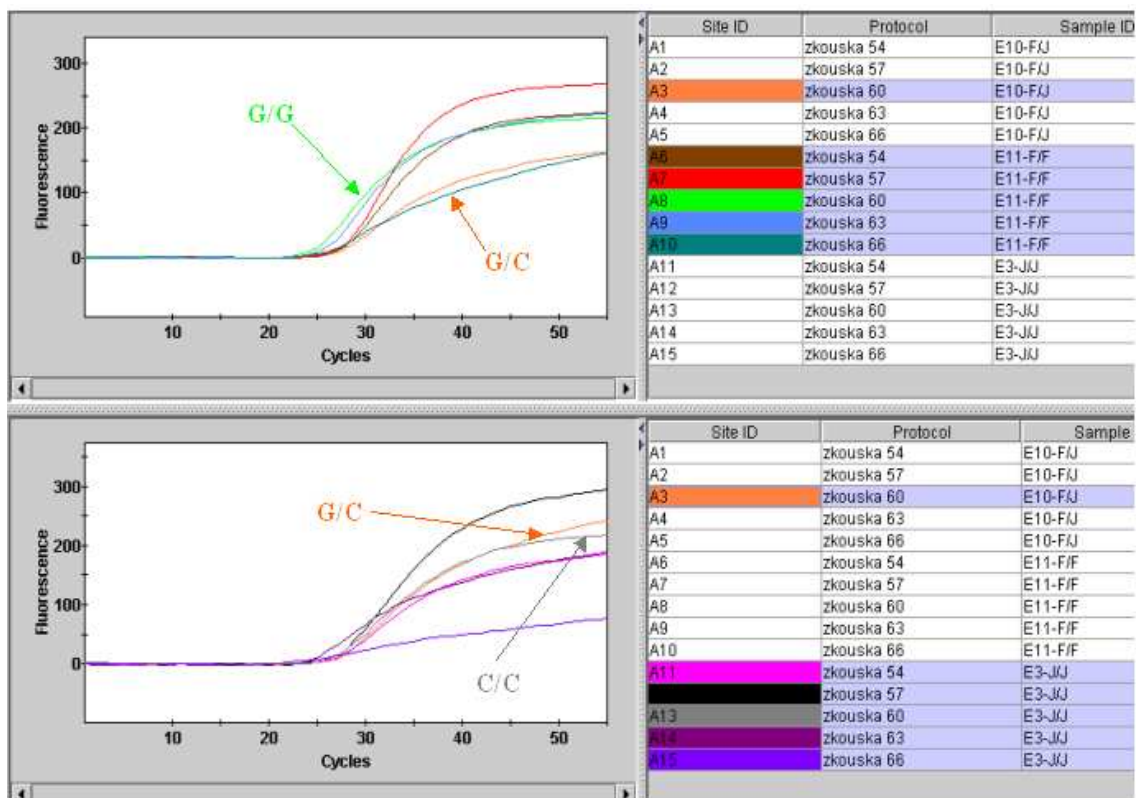 Site ID Protocol Sample ID
A1 zkouska 54 E10-F/J
A2 zkouska 57 E10-F/J
A3 zkouska 60 E10-F/J
A4 zkouska 63 E10-F/J
A5 zkouska 66 E10-F/J
A6 zkouska 54 E11-F/F
A7 zkouska 57 E11-F/F
A8 zkouska 60 E11-F/F
A9 zkouska 63 E11-F/F
A10 zkouska 66 E11-F/F
A11 zkouska 54 E3-J/J
A12 zkouska 57 E3-J/J
A13 zkouska 60 E3-J/J
A14 zkouska 63 E3-J/J
A15 zkouska 66 E3-J/J
300
200
100
0
Fluorescence
G/G
G/C
10 20 30 40 50
Cycles
Site ID Protocol Sample
A1 zkouska 54 E10-F/J
A2 zkouska 57 E10-F/J
A3 zkouska 60 E10-F/J
A4 zkouska 63 E10-F/J
A5 zkouska 66 E10-F/J
A6 zkouska 54 E11-F/F
A7 zkouska 57 E11-F/F
A8 zkouska 60 E11-F/F
A9 zkouska 63 E11-F/F
A10 zkouska 66 E11-F/F
A11 zkouska 54 E3-J/J
zkouska 57 E3-J/J
A13 zkouska 60 E3-J/J
A14 zkouska 63 E3-J/J
A15 zkouska 66 E3-J/J
300
200
100
0
Fluorescence
G/C
C/C
10 20 30 40 50
Cycles